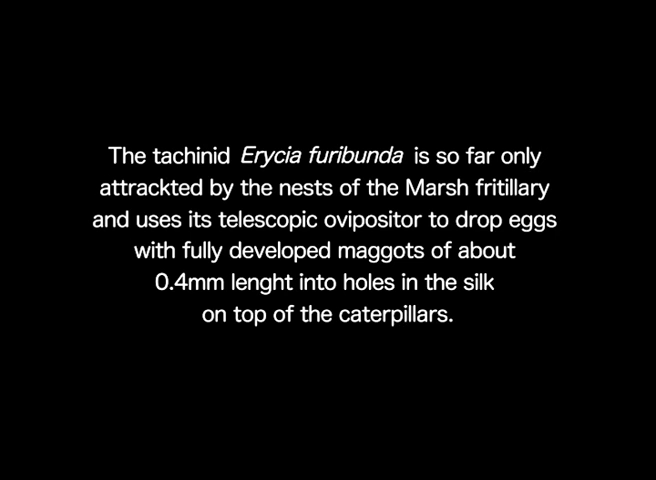 The tachinid Erycia furibunda is so far only
attrackted by the nests of the Marsh fritillary
and uses its telescopic ovipositor to drop eggs
with fully developed maggots of about
0.4mm lenght into holes in the silk
on top of the caterpillars.